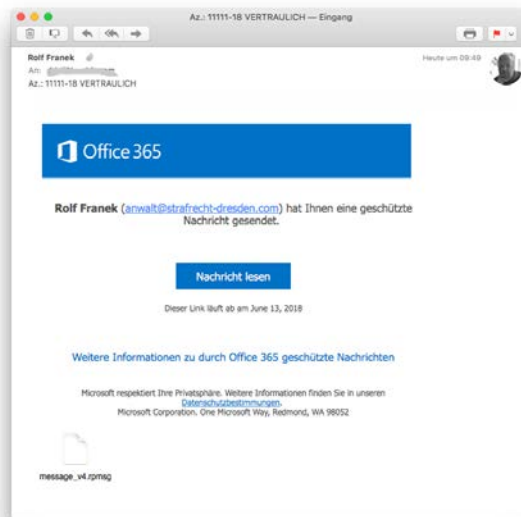 Az.: 11111-18 VERTRAULICH — Eingang
Rolf Franek
Heute um 09:49
An:
Az.: 11111-18 VERTRAULICH
Office 365
Rolf Franek (anwalt@strafrecht-dresden.com) hat Ihnen eine geschützte
Nachricht gesendet.
Nachricht lesen
Dieser Link läuft ab am June 13, 2018
Weitere Informationen zu durch Office 365 geschützte Nachrichten
Microsoft respektiert Ihre Privatsphäre. Weitere Informationen finden Sie in unseren
Datenschutzbestimmungen.
Microsoft Corporation. One Microsoft Way, Redmond, WA 98052
message_v4.rpmsg